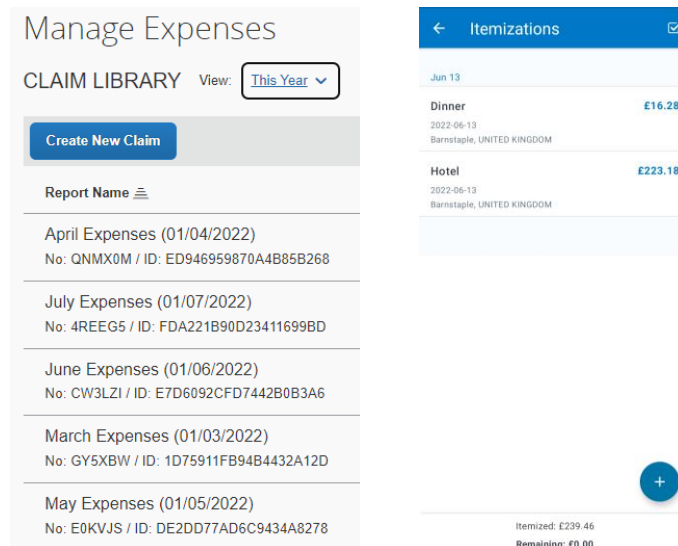 Manage Expenses
CLAIM LIBRARY View: This Year
Create New Claim
Report Name
April Expenses (01/04/2022)
No: QNMX0M / ID: ED946959870A4B85B268
July Expenses (01/07/2022)
No: 4REEG5 / ID: FDA221B90D23411699BD
June Expenses (01/06/2022)
No: CW3LZI / ID: E7D6092CFD7442B0B3A6
March Expenses (01/03/2022)
No: GY5XBW / ID: 1D75911FB94B4432A12D
May Expenses (01/05/2022)
No: E0KVJS / ID: DE2DD77AD6C9434A8278
Itemizations
Jun 13
Dinner £16.28
2022-06-13
Barnstaple, UNITED KINGDOM
Hotel £223.18
2022-06-13
Barnstaple, UNITED KINGDOM
Itemized: £239.46
Remaining: £0.00